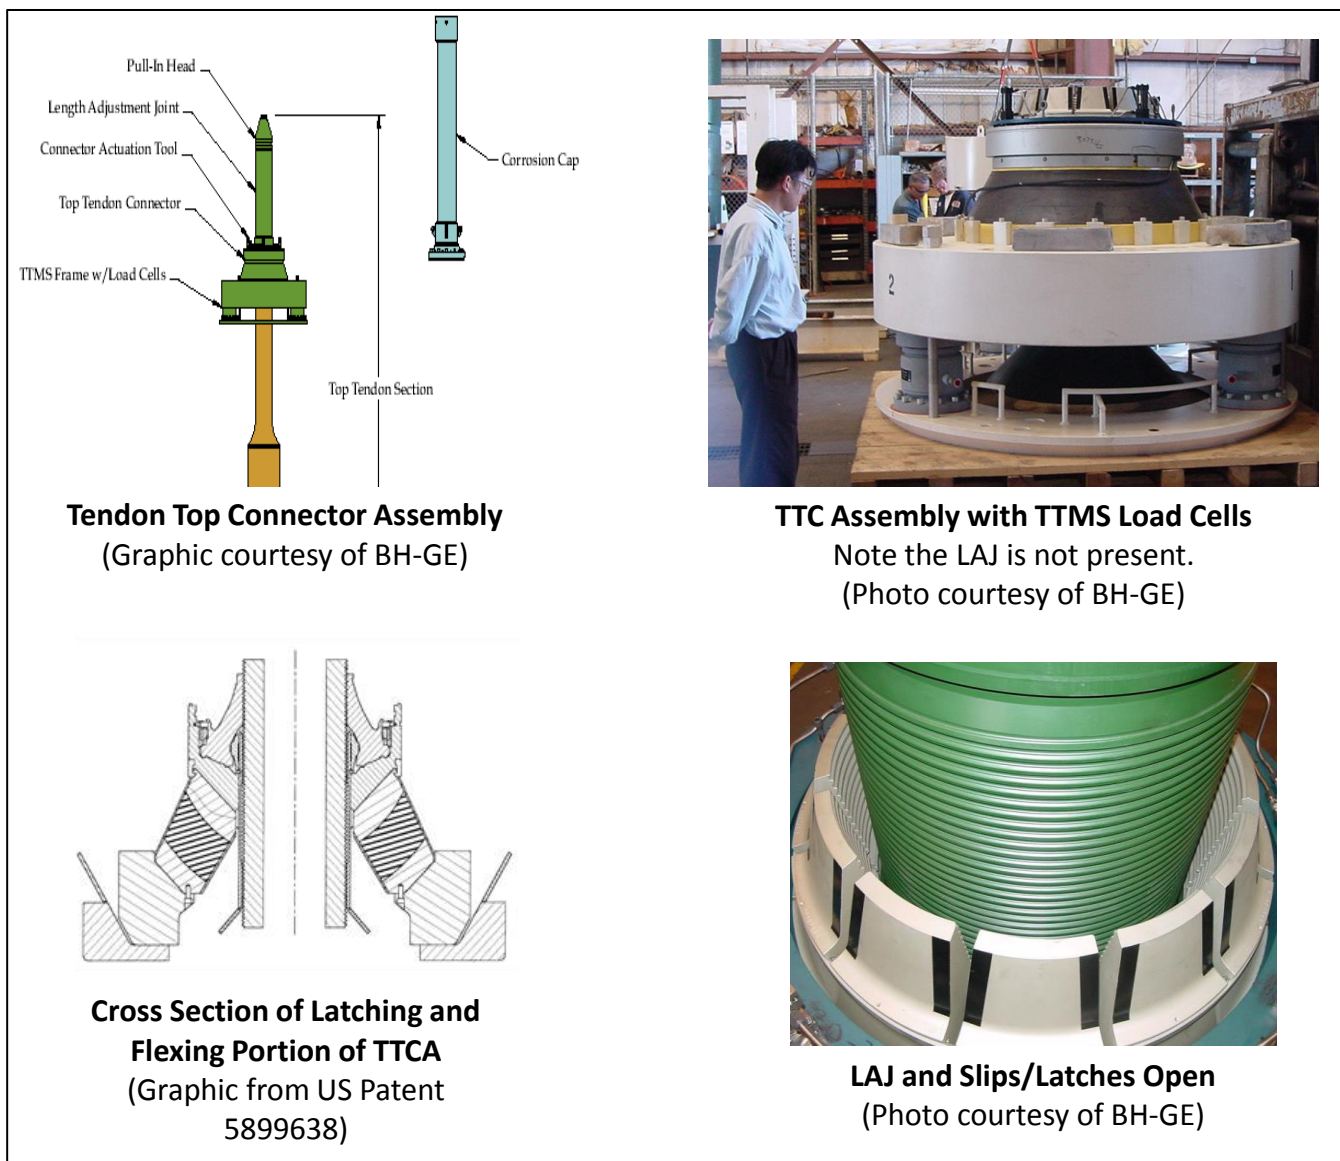 Pull-In Head
Length Adjustment Joint
Connector Actuation Tool
Top Tendon Connector
TTMS Frame w/Load Cells
Corrosion Cap
Top Tendon Section
Tendon Top Connector Assembly
(Graphic courtesy of BH-GE)
2
1
TTC Assembly with TTMS Load Cells
Note the LAJ is not present.
(Photo courtesy of BH-GE)
Cross Section of Latching and
Flexing Portion of TTCA
(Graphic from US Patent
5899638)
LAJ and Slips/Latches Open
(Photo courtesy of BH-GE)